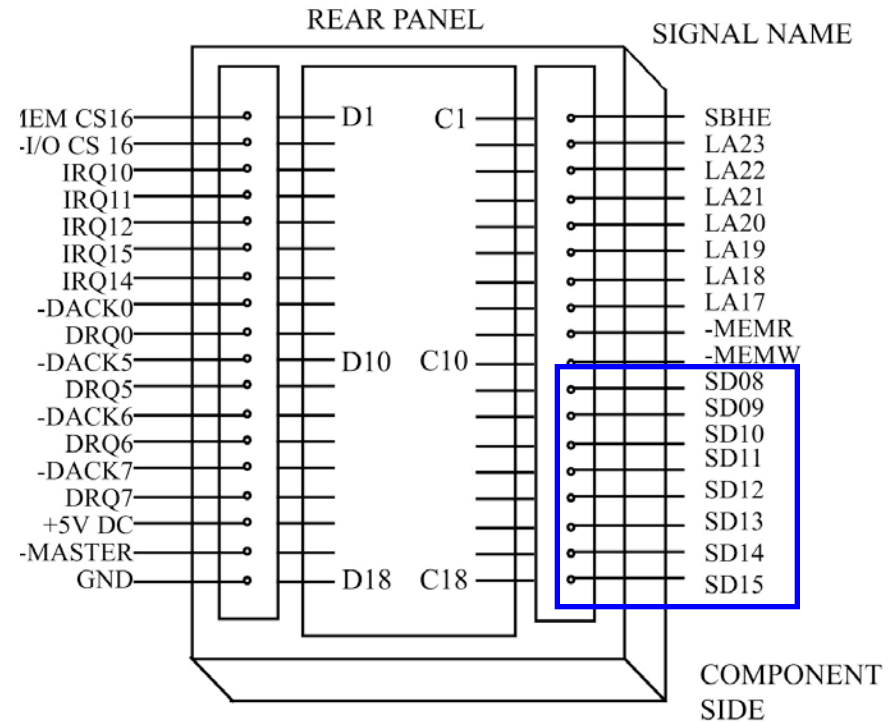 REAR PANEL
SIGNAL NAME
D1
C1
IEM CS16
-I/O CS 16
IRQ10
IRQ11
IRQ12
IRQ15
IRQ14
-DACK0
DRQ0
-DACK5
DRQ5
-DACK6
DRQ6
-DACK7
DRQ7
+5V DC
-MASTER
GND
D10
C10
D18
C18
SBHE
LA23
LA22
LA21
LA20
LA19
LA18
LA17
-MEMR
-MEMW
SD08
SD09
SD10
SD11
SD12
SD13
SD14
SD15
COMPONENT
SIDE